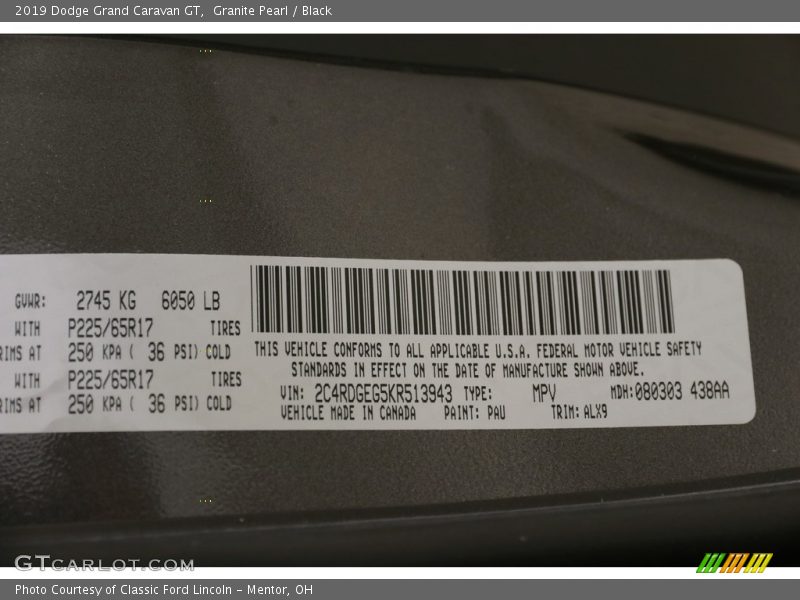 2019 Dodge Grand Caravan GT,  Granite Pearl / Black
GVWR: 2745 KG 6050 LB
WITH P225/65R17 TIRES
RIMS AT 250 KPA ( 36 PSI) COLD
WITH P225/65R17 TIRES
RIMS AT 250 KPA ( 36 PSI) COLD
THIS VEHICLE CONFORMS TO ALL APPLICABLE U.S.A. FEDERAL MOTOR VEHICLE SAFETY
STANDARDS IN EFFECT ON THE DATE OF MANUFACTURE SHOWN ABOVE.
VIN: 2C4RDGEG5KR513943 TYPE: MPV MDH:080303 438AA
VEHICLE MADE IN CANADA PAINT: PAU TRIM: ALX9
GTCARLOT.COM
Photo Courtesy of Classic Ford Lincoln – Mentor, OH